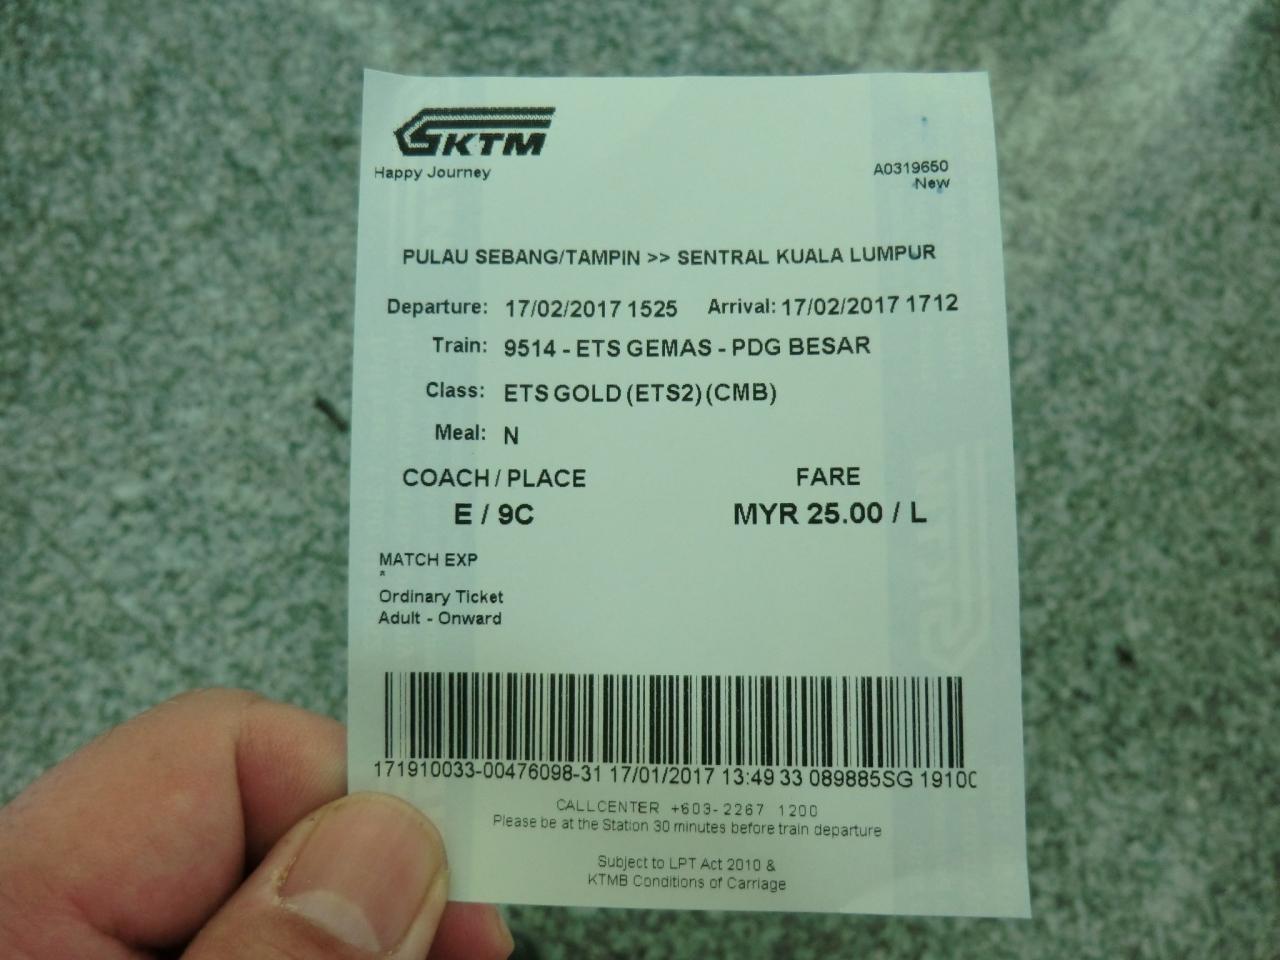 KTM
Happy Journey
A0319650
New
PULAU SEBANG/TAMPIN >> SENTRAL KUALA LUMPUR
Departure: 17/02/2017 1525 Arrival: 17/02/2017 1712
Train: 9514 - ETS GEMAS - PDG BESAR
Class: ETS GOLD (ETS2) (CMB)
Meal: N
COACH / PLACE FARE
E / 9C MYR 25.00 / L
MATCH EXP
*
Ordinary Ticket
Adult - Onward
171910033-00476098-31 17/01/2017 13:49 33 089885SG 1910
CALLCENTER +603-2267 1200
Please be at the Station 30 minutes before train departure
Subject to LPT Act 2010 &
KTMB Conditions of Carriage